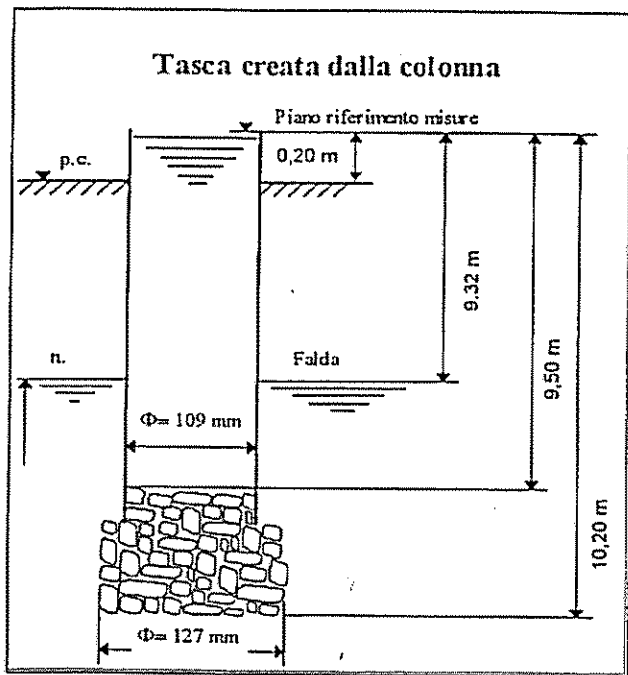 Tasca creata dalla colonna
Piano riferimento misure
p.c.
0,20 m
9.32 m
9,50 m
10,20 m
n.
Falda
Φ= 109 mm
Φ= 127 mm